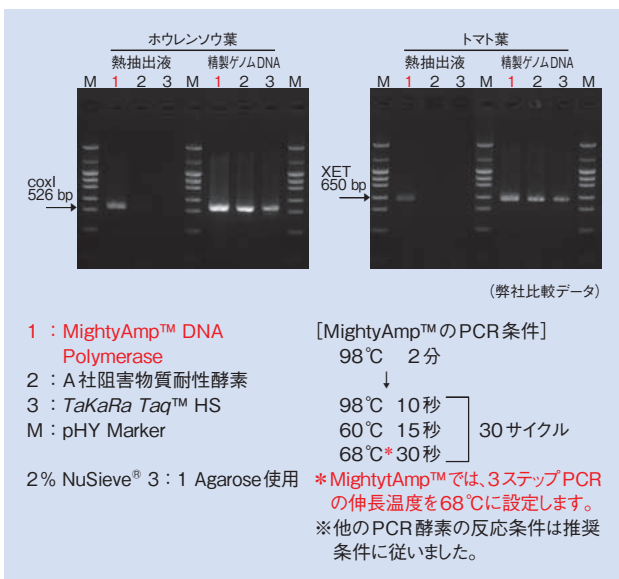 ホウレンソウ葉
熱抽出液 精製ゲノムDNA
M 1 2 3 M 1 2 3 M
coxI
526 bp
トマト葉
熱抽出液 精製ゲノムDNA
M 1 2 3 M 1 2 3 M
XET
650 bp
(弊社比較データ)
1 : MightyAmp™ DNA
Polymerase
2 : A社阻害物質耐性酵素
3 : TaKaRa Taq™ HS
M : pHY Marker
2% NuSieve® 3 : 1 Agarose使用
[MightyAmp™のPCR条件]
98℃ 2分
↓
98℃ 10秒
60℃ 15秒 30サイクル
68℃*30秒
*MightytAmp™では、3ステップPCR
の伸長温度を68℃に設定します。
※他のPCR酵素の反応条件は推奨
条件に従いました。